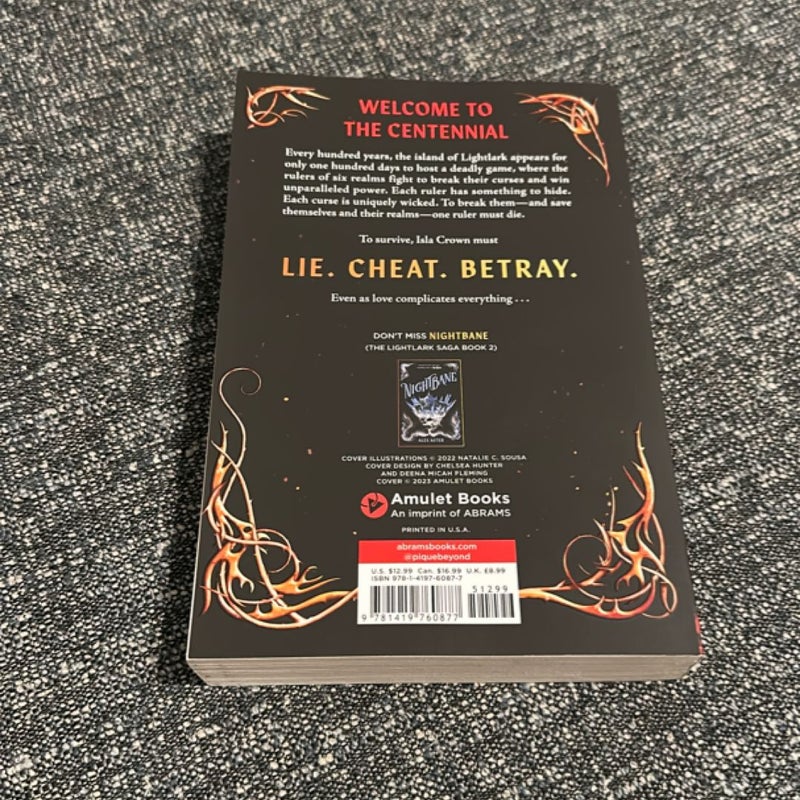 WELCOME TO
THE CENTENNIAL
Every hundred years, the island of Lightlark appears for
only one hundred days to host a deadly game, where the
rulers of six realms fight to break their curses and win
unparalleled power. Each ruler has something to hide.
Each curse is uniquely wicked. To break them—and save
themselves and their realms—one ruler must die.
To survive, Isla Crown must
LIE. CHEAT. BETRAY.
Even as love complicates everything . . .
DON'T MISS NIGHTBANE
(THE LIGHTLARK SAGA BOOK 2)
NIGHTBANE
ALEX ASTER
COVER ILLUSTRATIONS © 2022 NATALIE C. SOUSA
COVER DESIGN BY CHELSEA HUNTER
AND DEENA MICAH FLEMING
COVER © 2023 AMULET BOOKS
Amulet Books
An imprint of ABRAMS
PRINTED IN U.S.A.
abramsbooks.com
@piquebeyond
U.S. $12.99 Can. $16.99 U.K. £8.99
ISBN 978-1-4197-6087-7
51299
9 781419 760877